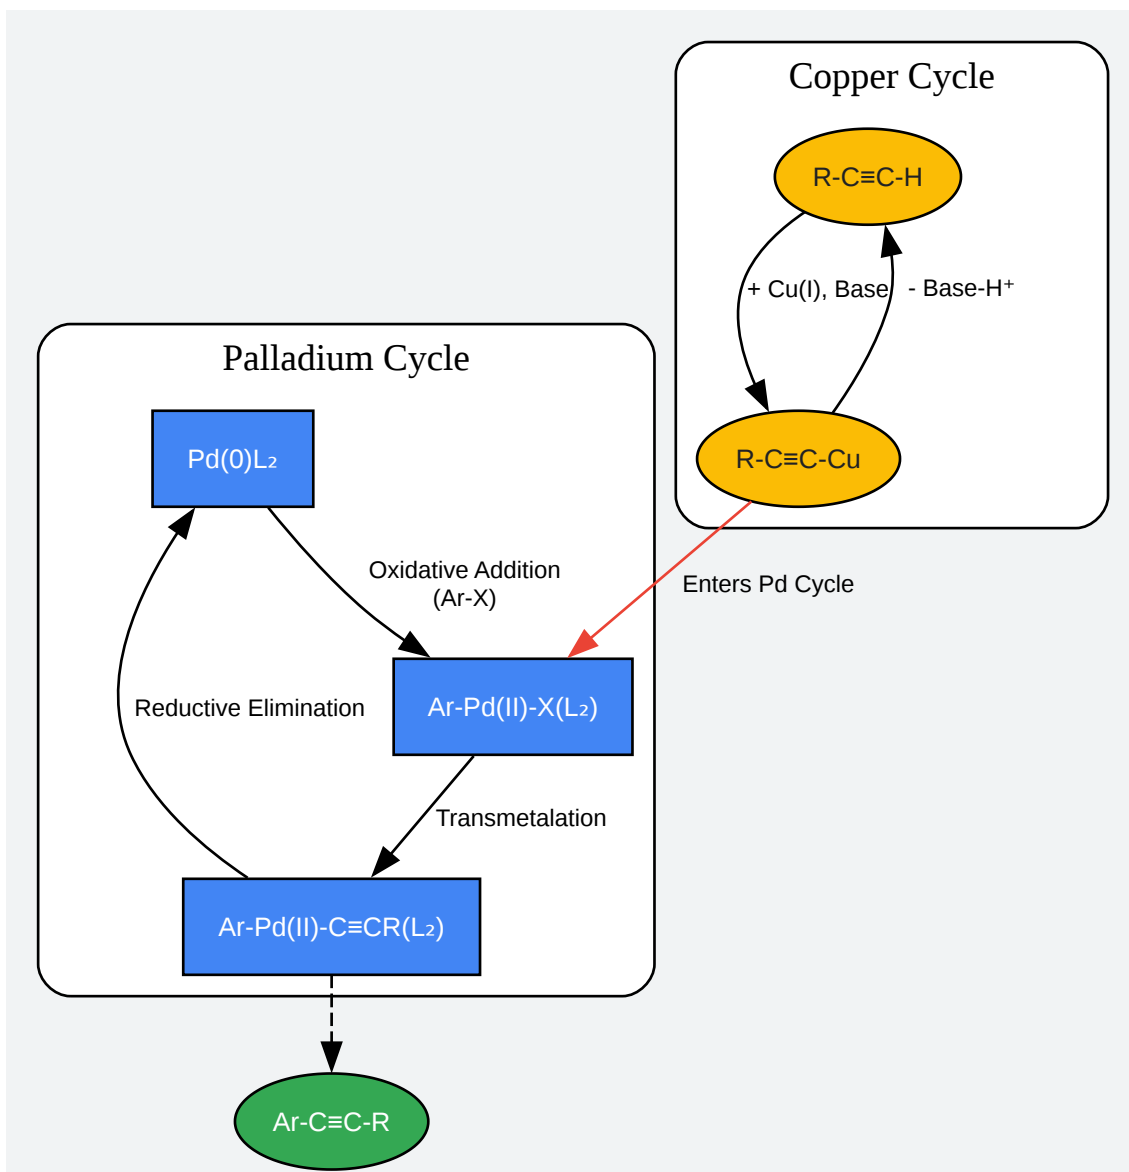 Copper Cycle
R-C≡C-H
+ Cu(I), Base
- Base-H⁺
R-C≡C-Cu
Enters Pd Cycle
Palladium Cycle
Pd(0)L₂
Oxidative Addition
(Ar-X)
Ar-Pd(II)-X(L₂)
Reductive Elimination
Transmetalation
Ar-Pd(II)-C≡CR(L₂)
Ar-C≡C-R